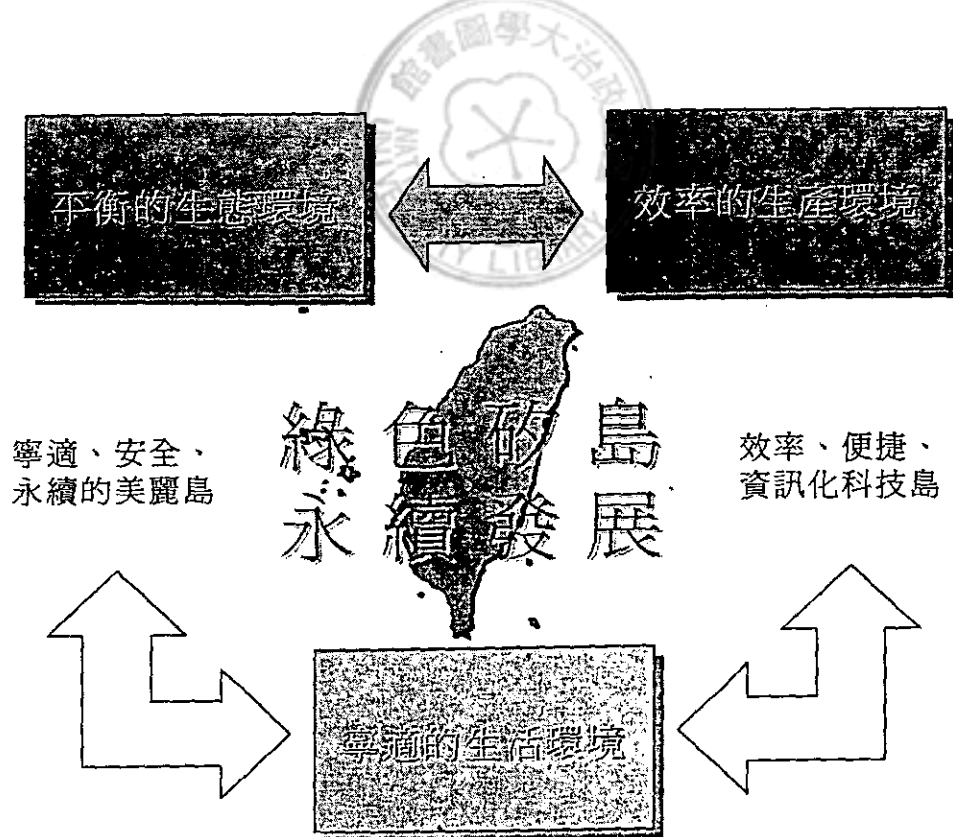 平衡的生態環境
效率的生產環境
綠色矽島
永續發展
寧適、安全、
永續的美麗島
效率、便捷、
資訊化科技島
寧適的生活環境